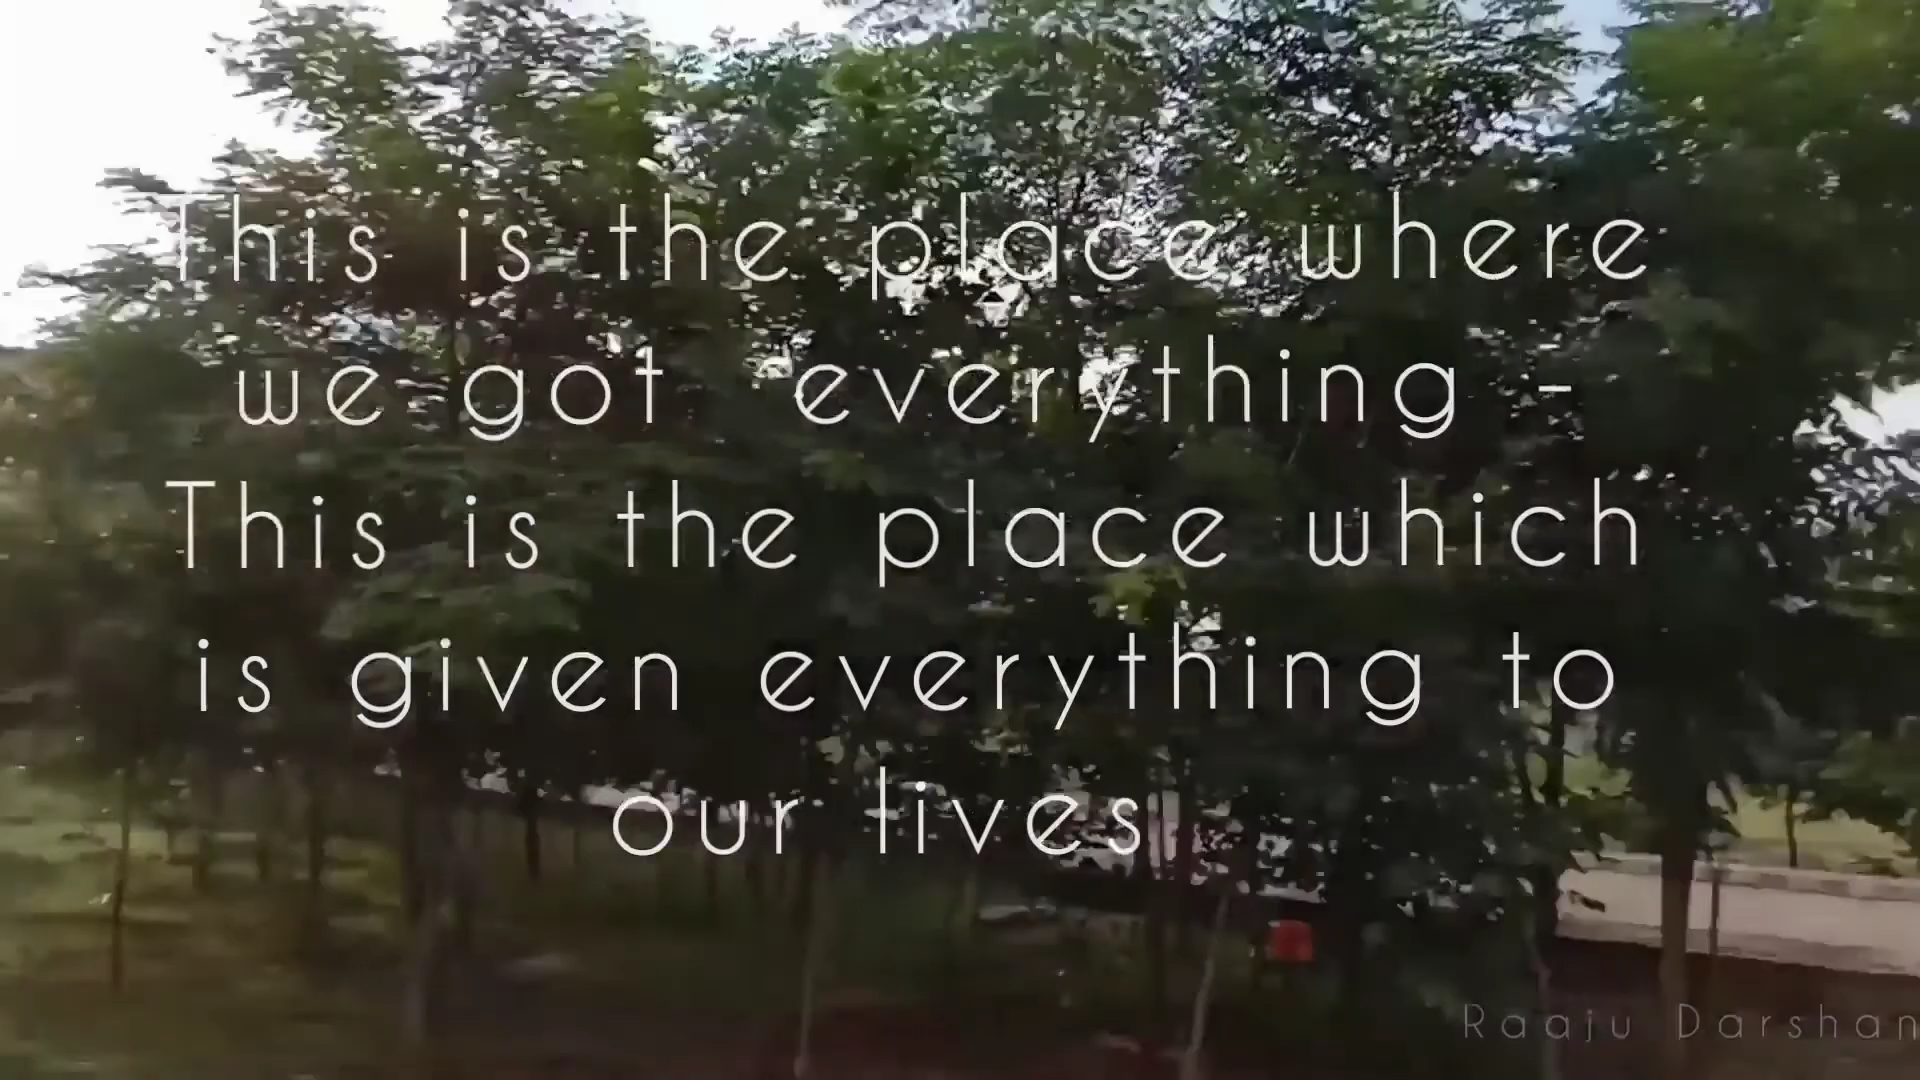 This is the place where
we got everything -
This is the place which
is given everything to
our lives
Raaju Darshan